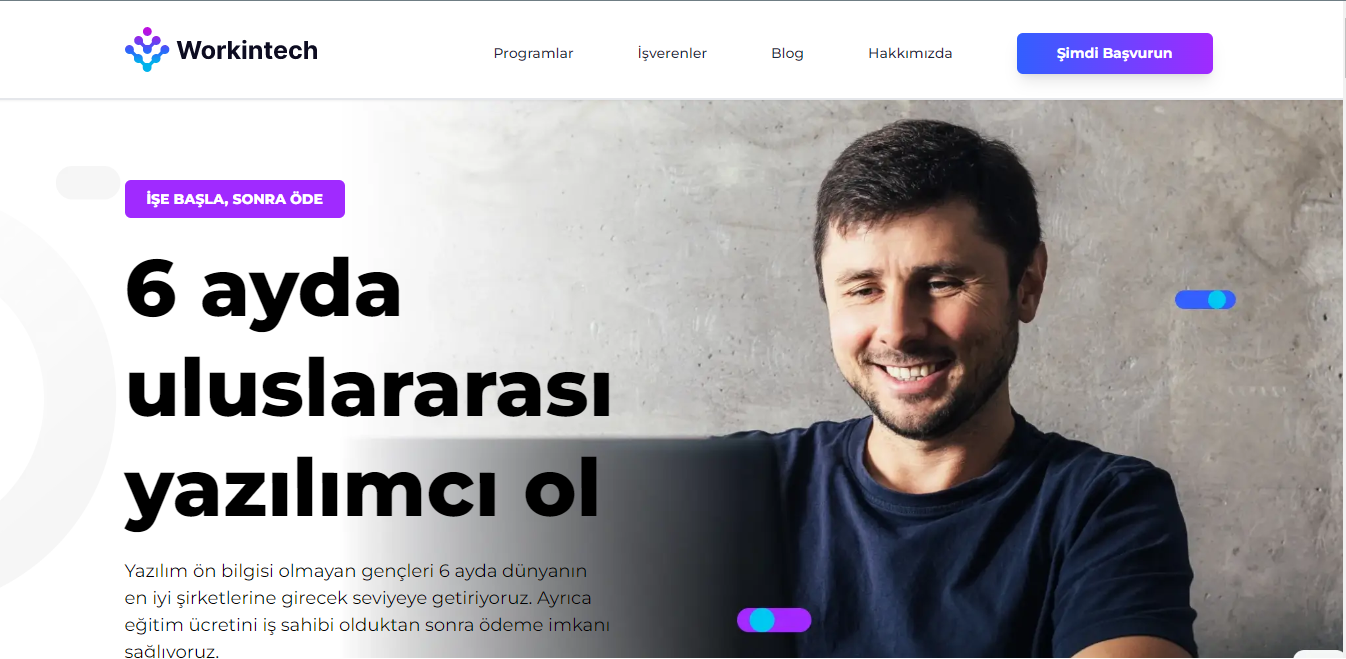 Workintech
Programlar
İşverenler
Blog
Hakkımızda
Şimdi Başvurun
İŞE BAŞLA, SONRA ÖDE
6 ayda
uluslararası
yazılımcı ol
Yazılım ön bilgisi olmayan gençleri 6 ayda dünyanın
en iyi şirketlerine girecek seviyeye getiriyoruz. Ayrıca
eğitim ücretini iş sahibi olduktan sonra ödeme imkanı
sağlıyoruz.